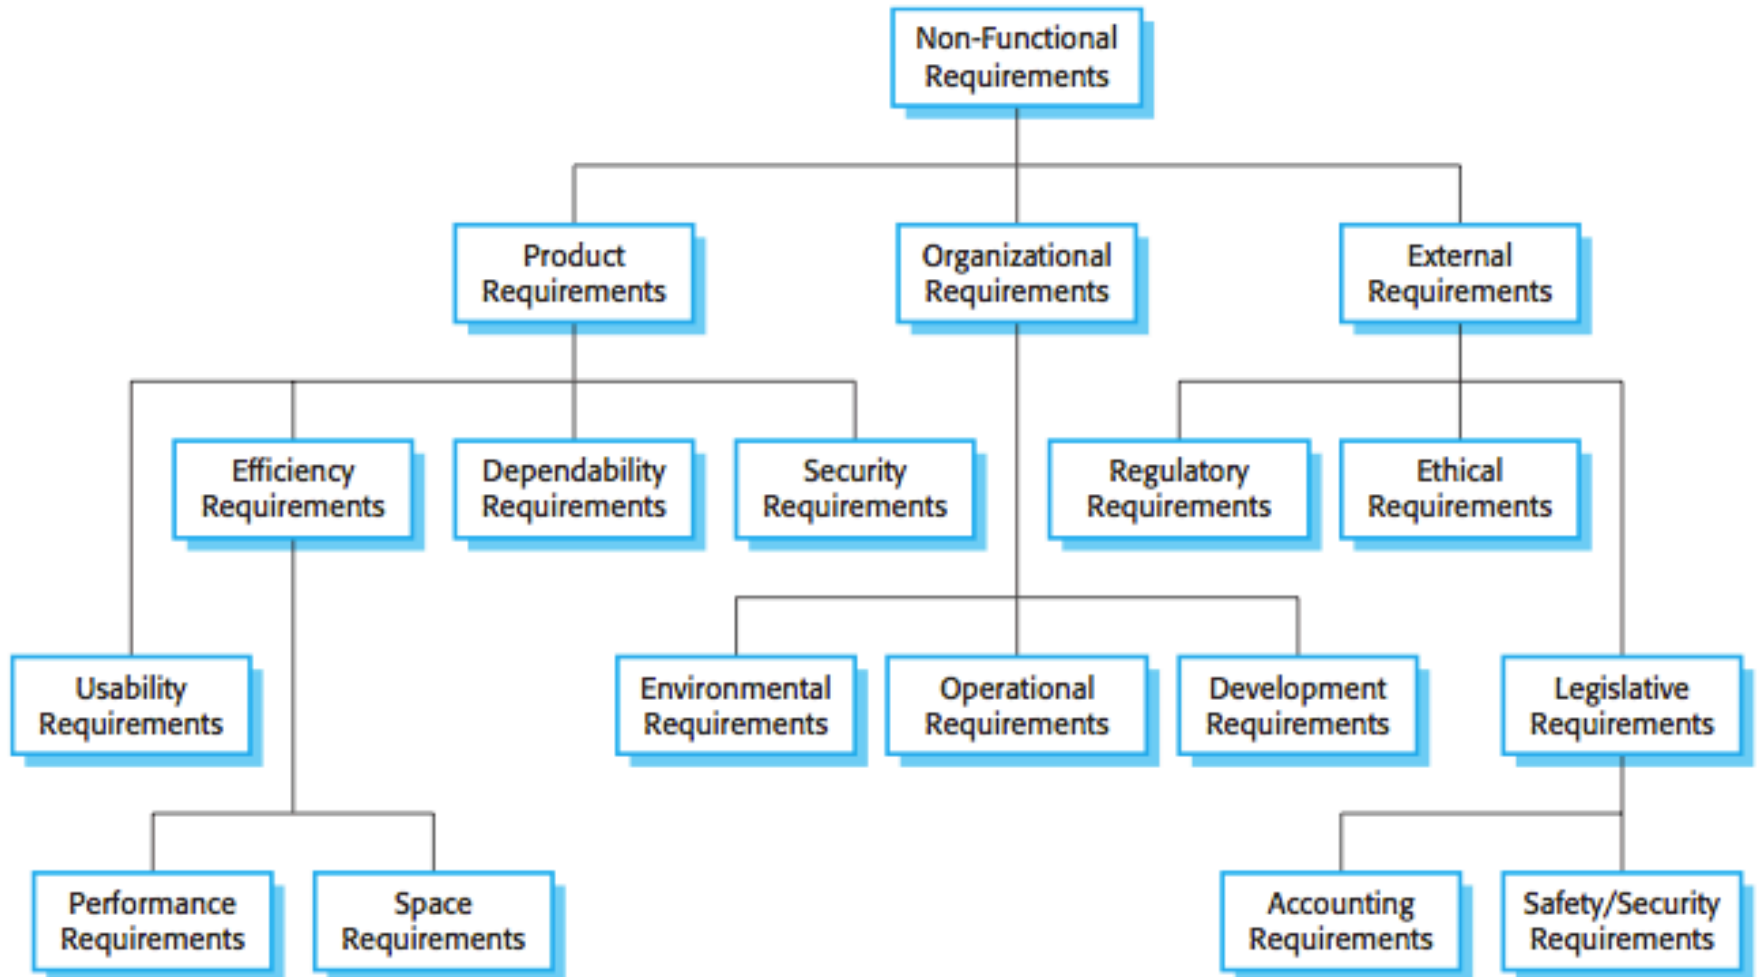 Non-Functional
Requirements
Product
Requirements
Organizational
Requirements
External
Requirements
Efficiency
Requirements
Dependability
Requirements
Security
Requirements
Regulatory
Requirements
Ethical
Requirements
Usability
Requirements
Environmental
Requirements
Operational
Requirements
Development
Requirements
Legislative
Requirements
Performance
Requirements
Space
Requirements
Accounting
Requirements
Safety/Security
Requirements